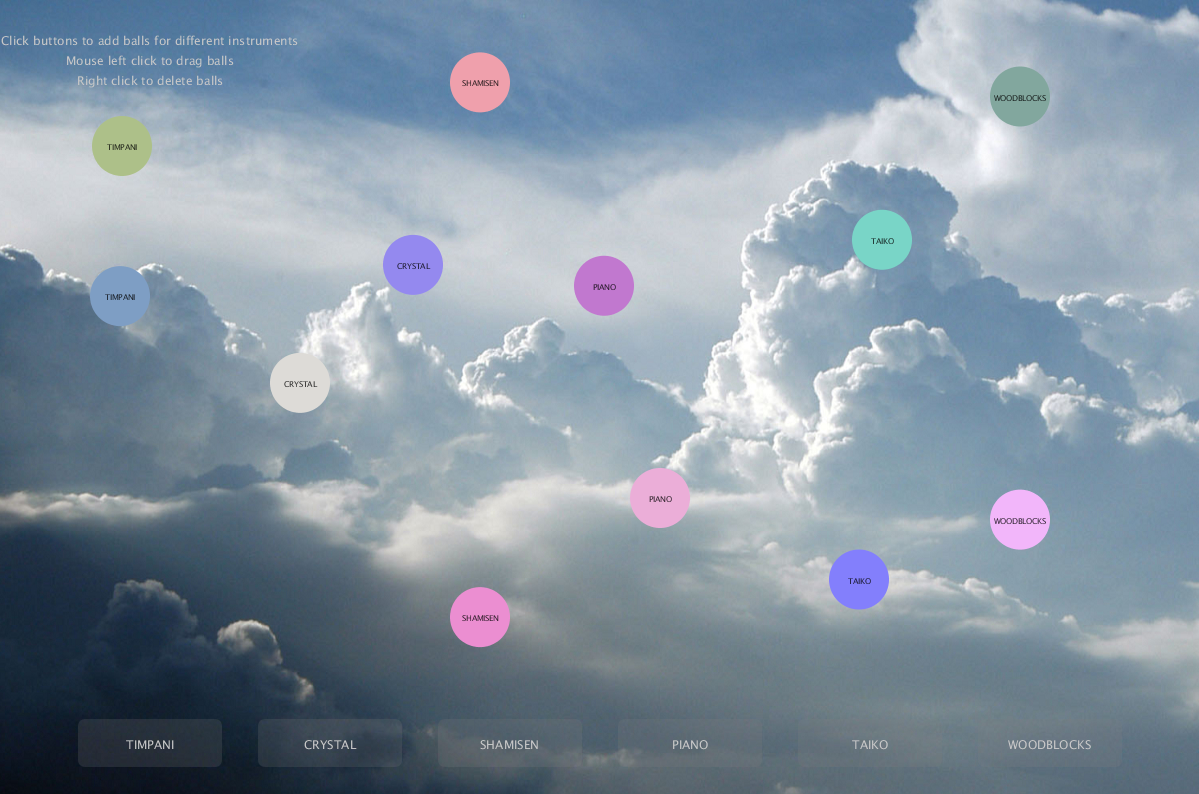 Click buttons to add balls for different instruments
Mouse left click to drag balls
Right click to delete balls
SHAMISEN
WOODBLOCKS
TIMPANI
TAIKO
CRYSTAL
PIANO
TIMPANI
CRYSTAL
PIANO
WOODBLOCKS
TAIKO
SHAMISEN
TIMPANI
CRYSTAL
SHAMISEN
PIANO
TAIKO
WOODBLOCKS